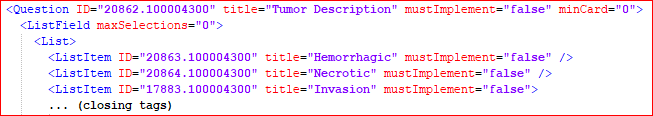 <Question ID="20862.100004300" title="Tumor Description" mustImplement="false" minCard="0">
<ListField maxSelections="0">
<List>
<ListItem ID="20863.100004300" title="Hemorrhagic" mustImplement="false" />
<ListItem ID="20864.100004300" title="Necrotic" mustImplement="false" />
<ListItem ID="17883.100004300" title="Invasion" mustImplement="false">
... (closing tags)